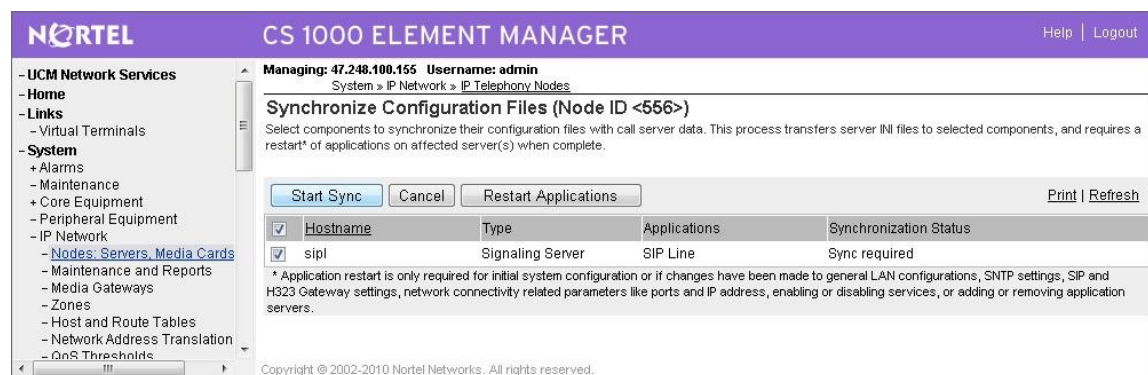 NORTEL
CS 1000 ELEMENT MANAGER
Help | Logout
- UCM Network Services
- Home
- Links
- Virtual Terminals
- System
+ Alarms
- Maintenance
+ Core Equipment
- Peripheral Equipment
- IP Network
- Nodes: Servers, Media Cards
- Maintenance and Reports
- Media Gateways
- Zones
- Host and Route Tables
- Network Address Translation
- QoS Thresholds
Managing: 47.248.100.155 Username: admin
System » IP Network » IP Telephony Nodes
Synchronize Configuration Files (Node ID <556>)
Select components to synchronize their configuration files with call server data. This process transfers server INI files to selected components, and requires a
restart* of applications on affected server(s) when complete.
Start Sync Cancel Restart Applications Print | Refresh
Hostname Type Applications Synchronization Status
sipl Signaling Server SIP Line Sync required
* Application restart is only required for initial system configuration or if changes have been made to general LAN configurations, SNTP settings, SIP and
H323 Gateway settings, network connectivity related parameters like ports and IP address, enabling or disabling services, or adding or removing application
servers.
Copyright © 2002-2010 Nortel Networks. All rights reserved.